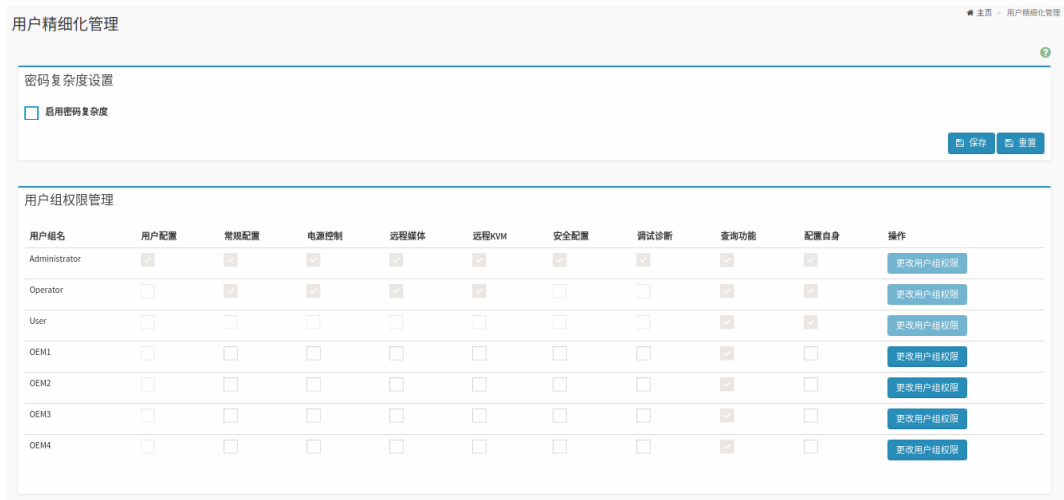 用户精细化管理
主页 > 用户精细化管理
密码复杂度设置
启用密码复杂度
保存 重置
用户组权限管理
用户组名 用户配置 常规配置 电源控制 远程媒体 远程KVM 安全配置 调试诊断 查询功能 配置自身 操作
Administrator 更改用户组权限
Operator 更改用户组权限
User 更改用户组权限
OEM1 更改用户组权限
OEM2 更改用户组权限
OEM3 更改用户组权限
OEM4 更改用户组权限